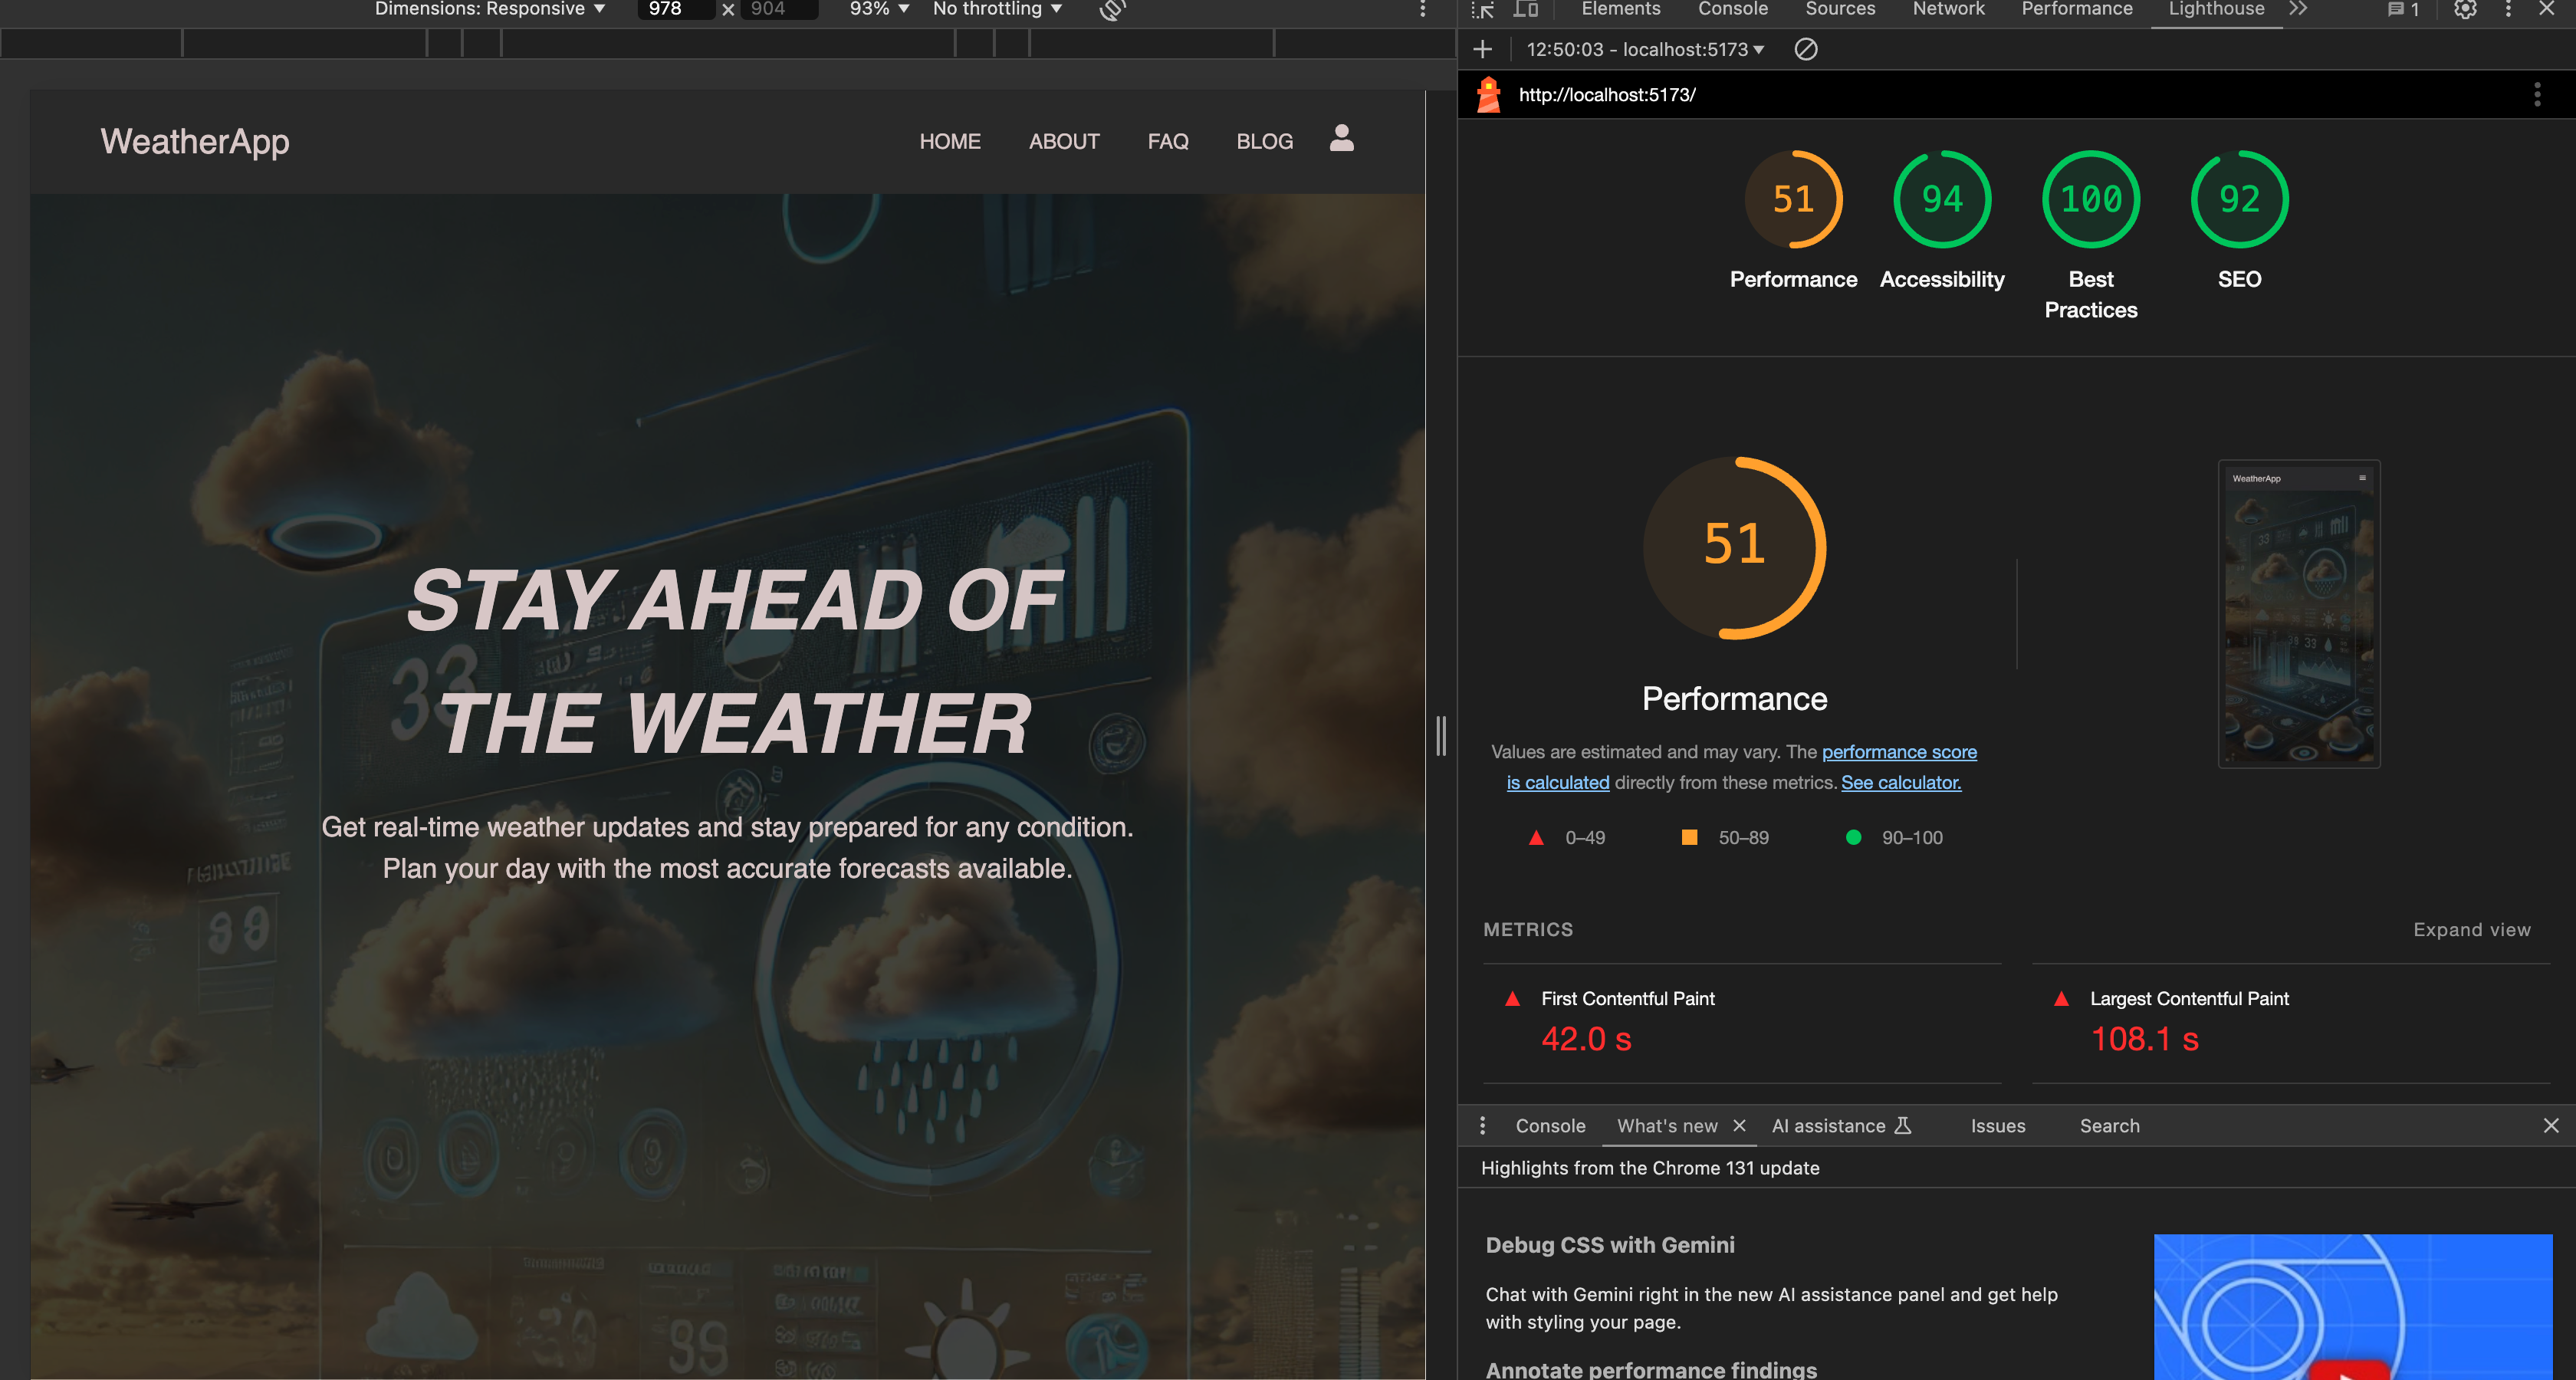 Dimensions: Responsive
978
904
93%
No throttling
Elements
Console
Sources
Network
Performance
Lighthouse
1
12:50:03 - localhost:5173
http://localhost:5173/
WeatherApp
HOME
ABOUT
FAQ
BLOG
STAY AHEAD OF
THE WEATHER
Get real-time weather updates and stay prepared for any condition.
Plan your day with the most accurate forecasts available.
33
99
51
94
100
92
Performance
Accessibility
Best
Practices
SEO
51
WeatherApp
Performance
Values are estimated and may vary. The performance score
is calculated directly from these metrics. See calculator.
0–49
50–89
90–100
METRICS
Expand view
First Contentful Paint
42.0 s
Largest Contentful Paint
108.1 s
Console
What's new
AI assistance
Issues
Search
Highlights from the Chrome 131 update
Debug CSS with Gemini
Chat with Gemini right in the new AI assistance panel and get help
with styling your page.
Annotate performance findings